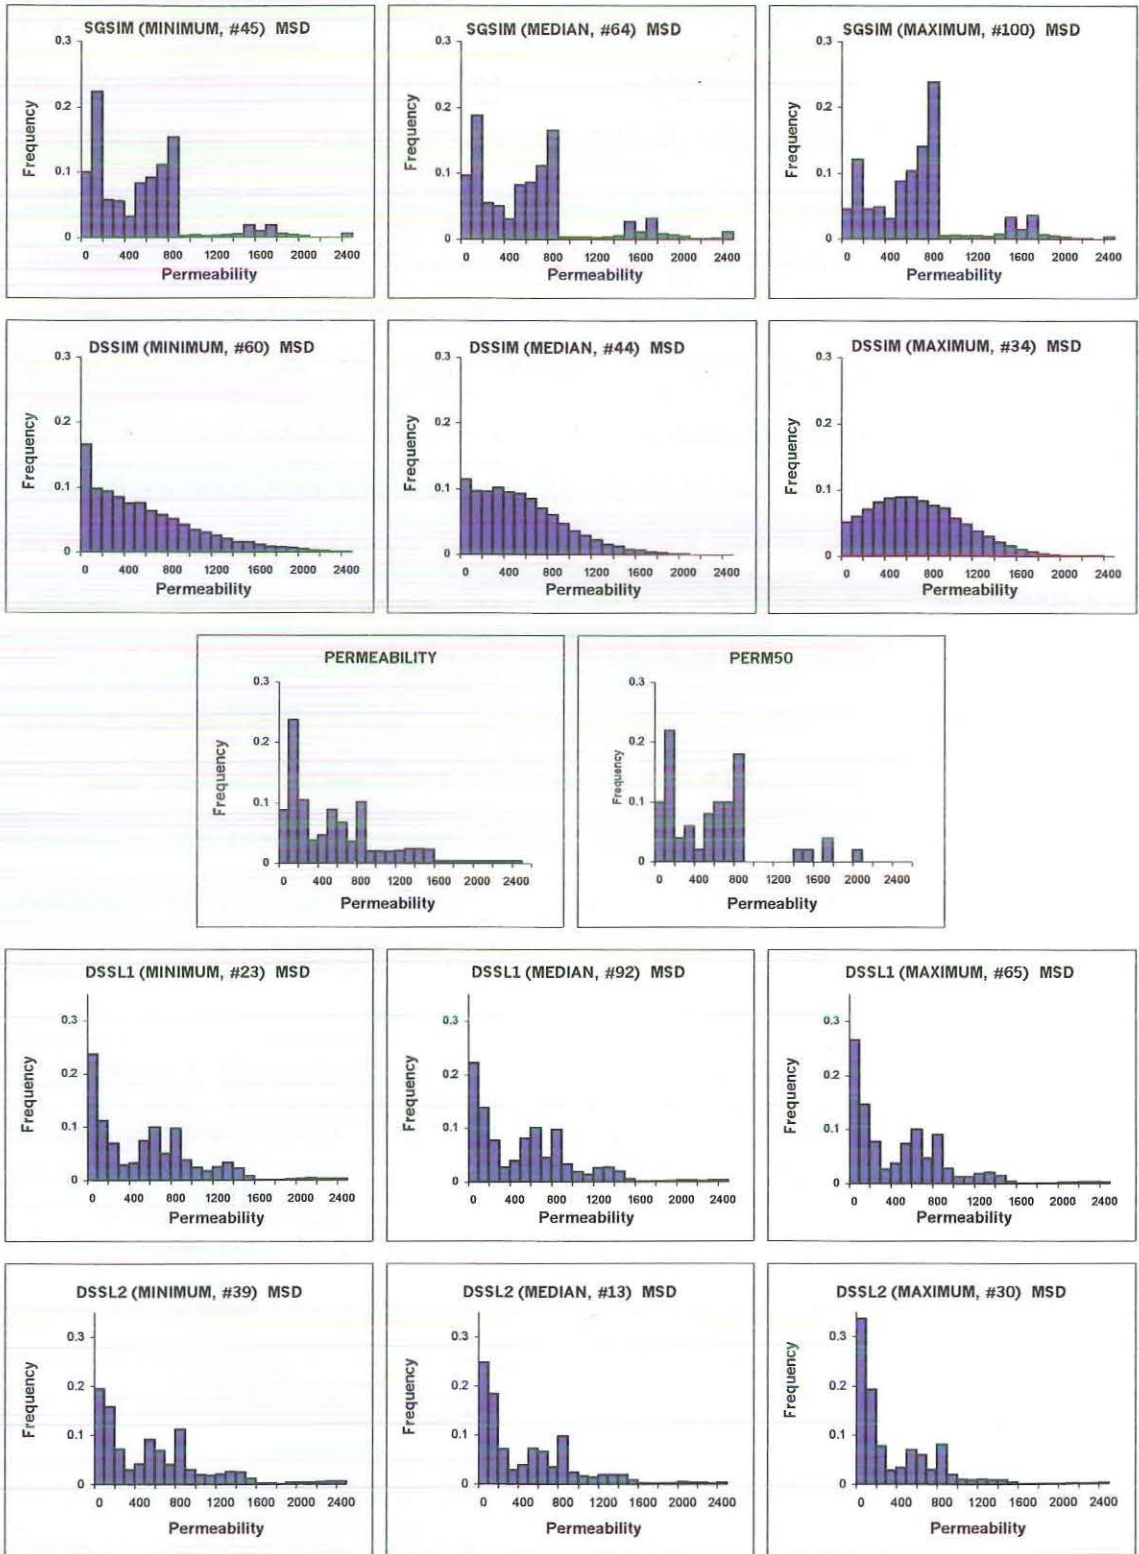 SGSIM (MINIMUM, #45) MSD
0.3
0.2
0.1
0
Frequency
0 400 800 1200 1600 2000 2400
Permeability
SGSIM (MEDIAN, #64) MSD
0.3
0.2
0.1
0
Frequency
0 400 800 1200 1600 2000 2400
Permeability
SGSIM (MAXIMUM, #100) MSD
0.3
0.2
0.1
0
Frequency
0 400 800 1200 1600 2000 2400
Permeability
DSSIM (MINIMUM, #60) MSD
0.3
0.2
0.1
0
Frequency
0 400 800 1200 1600 2000 2400
Permeability
DSSIM (MEDIAN, #44) MSD
0.3
0.2
0.1
0
Frequency
0 400 800 1200 1600 2000 2400
Permeability
DSSIM (MAXIMUM, #34) MSD
0.3
0.2
0.1
0
Frequency
0 400 800 1200 1600 2000 2400
Permeability
PERMEABILITY
0.3
0.2
0.1
0
Frequency
0 400 800 1200 1600 2000 2400
Permeability
PERM50
0.3
0.2
0.1
0
Frequency
0 400 800 1200 1600 2000 2400
Permeablity
DSSL1 (MINIMUM, #23) MSD
0.3
0.2
0.1
0
Frequency
0 400 800 1200 1600 2000 2400
Permeability
DSSL1 (MEDIAN, #92) MSD
0.3
0.2
0.1
0
Frequency
0 400 800 1200 1600 2000 2400
Permeability
DSSL1 (MAXIMUM, #65) MSD
0.3
0.2
0.1
0
Frequency
0 400 800 1200 1600 2000 2400
Permeability
DSSL2 (MINIMUM, #39) MSD
0.3
0.2
0.1
0
Frequency
0 400 800 1200 1600 2000 2400
Permeability
DSSL2 (MEDIAN, #13) MSD
0.3
0.2
0.1
0
Frequency
0 400 800 1200 1600 2000 2400
Permeability
DSSL2 (MAXIMUM, #30) MSD
0.3
0.2
0.1
0
Frequency
0 400 800 1200 1600 2000 2400
Permeability